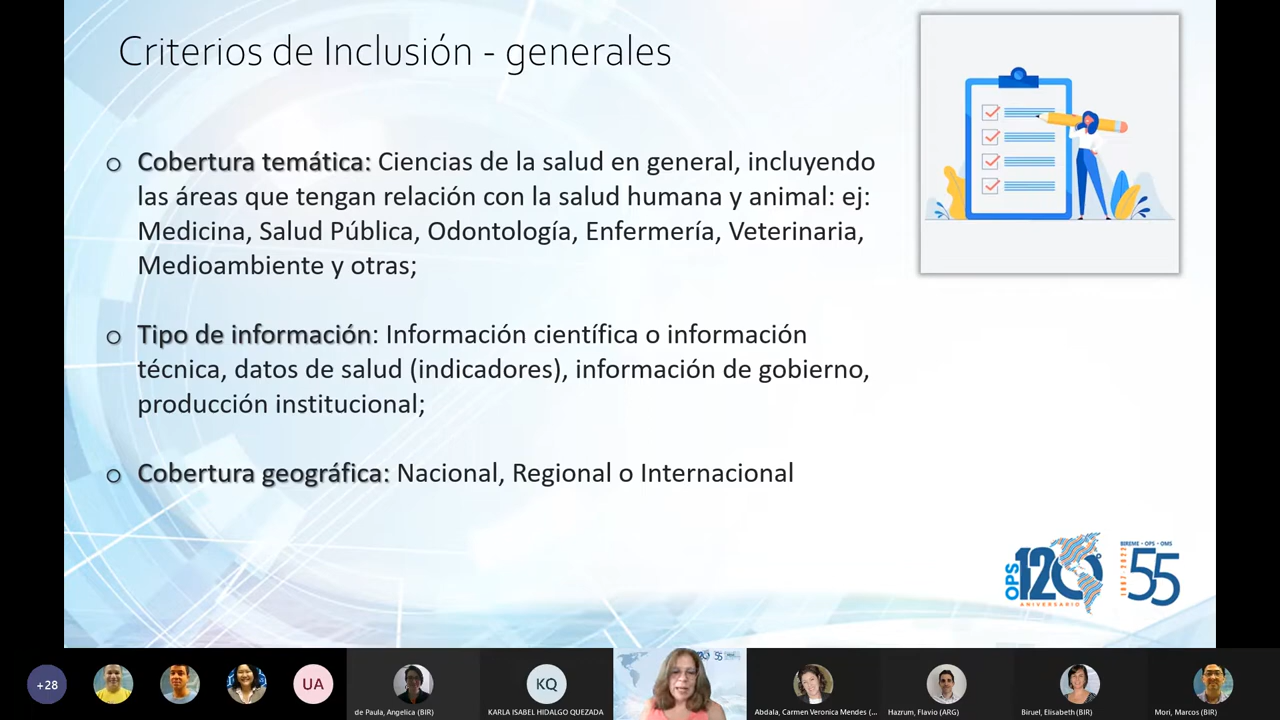 Criterios de Inclusión - generales
o Cobertura temática: Ciencias de la salud en general, incluyendo
las áreas que tengan relación con la salud humana y animal: ej:
Medicina, Salud Pública, Odontología, Enfermería, Veterinaria,
Medioambiente y otras;
o Tipo de información: Información científica o información
técnica, datos de salud (indicadores), información de gobierno,
producción institucional;
o Cobertura geográfica: Nacional, Regional o Internacional
OPS 120
ANIVERSARIO
BIREME • OPS • OMS
1967-2022
55
+28
UA
de Paula, Angelica (BIR)
KQ
KARLA ISABEL HIDALGO QUEZADA
Abdala, Carmen Veronica Mendes (...
Hazrum, Flavio (ARG)
Biruel, Elisabeth (BIR)
Mori, Marcos (BIR)